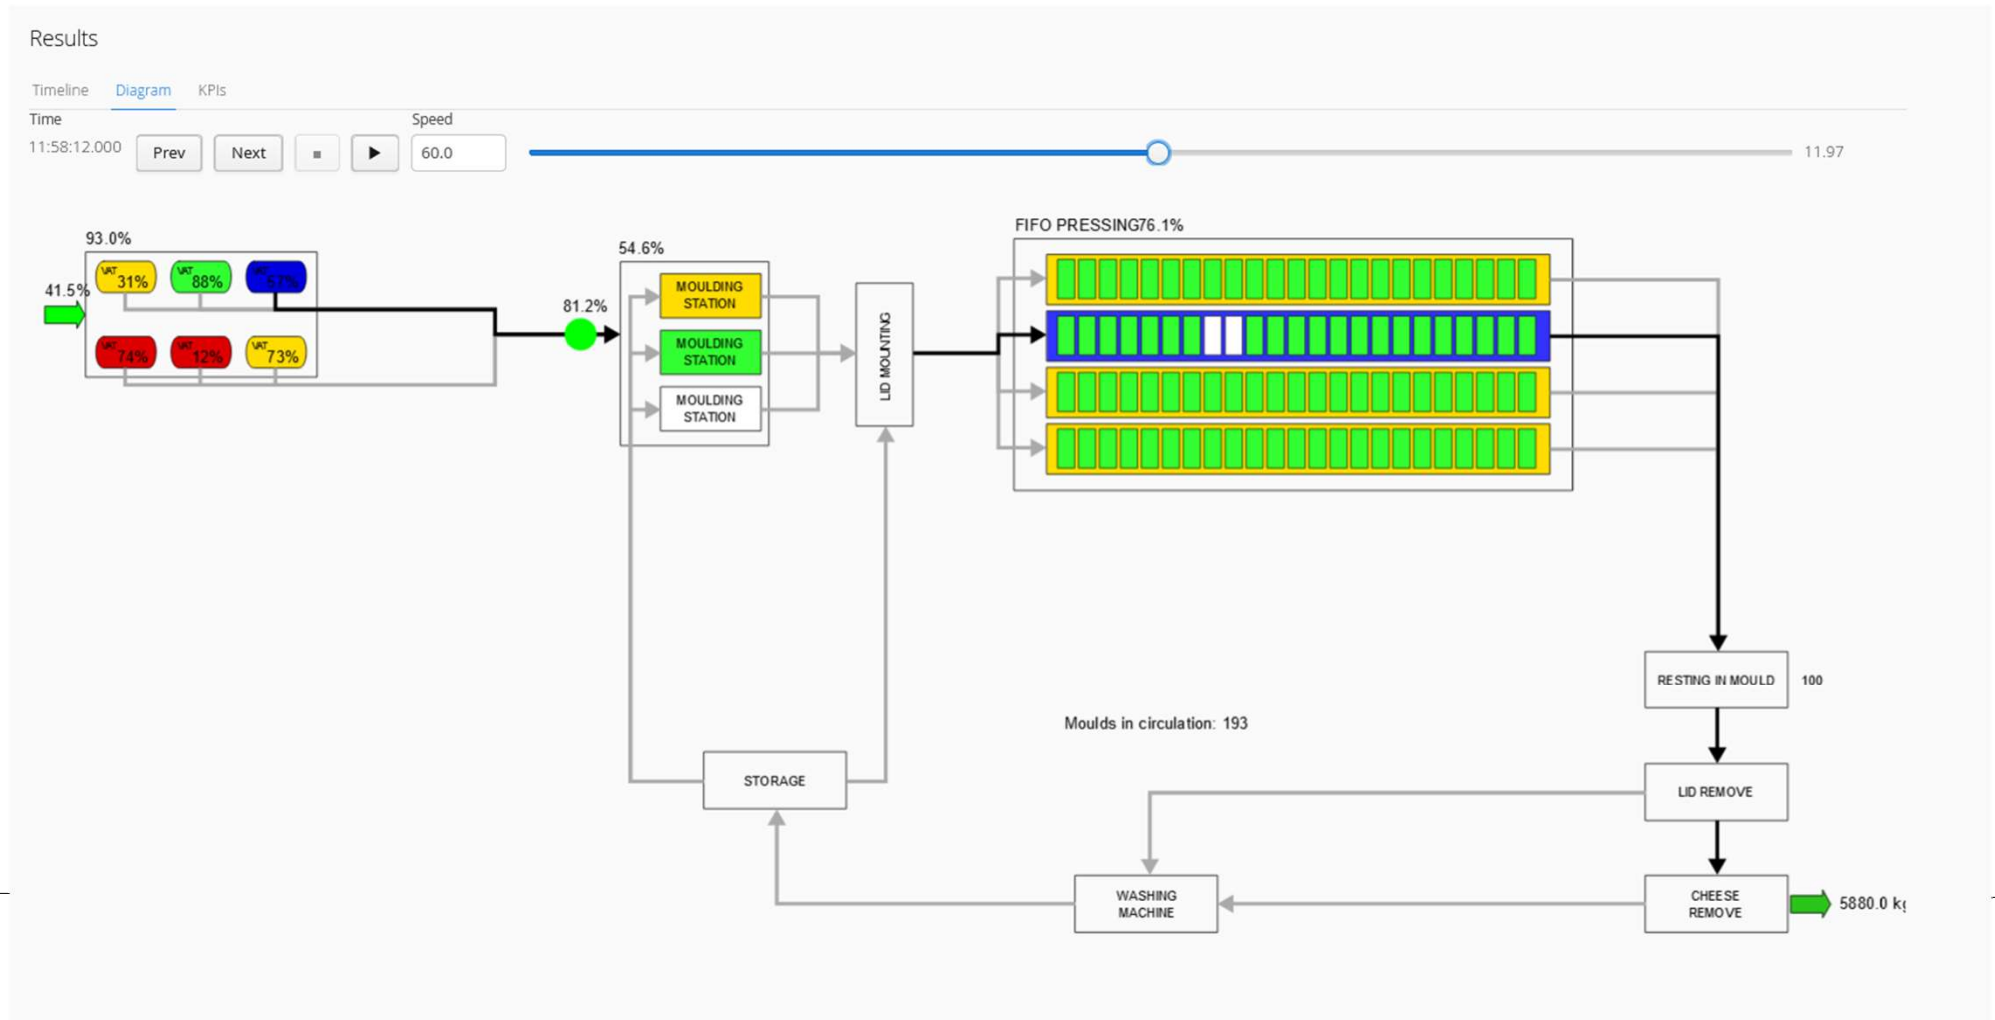 Results
Timeline Diagram KPIs
Time Speed
11:58:12.000 Prev Next 60.0 11.97
93.0%
VAT 31% VAT 88% VAT 57%
41.5%
VAT 74% VAT 12% VAT 73%
81.2%
54.6%
MOULDING
STATION
MOULDING
STATION
MOULDING
STATION
LID MOUNTING
FIFO PRESSING76.1%
RESTING IN MOULD 100
Moulds in circulation: 193
STORAGE
LID REMOVE
WASHING
MACHINE
CHEESE
REMOVE
5880.0 kg